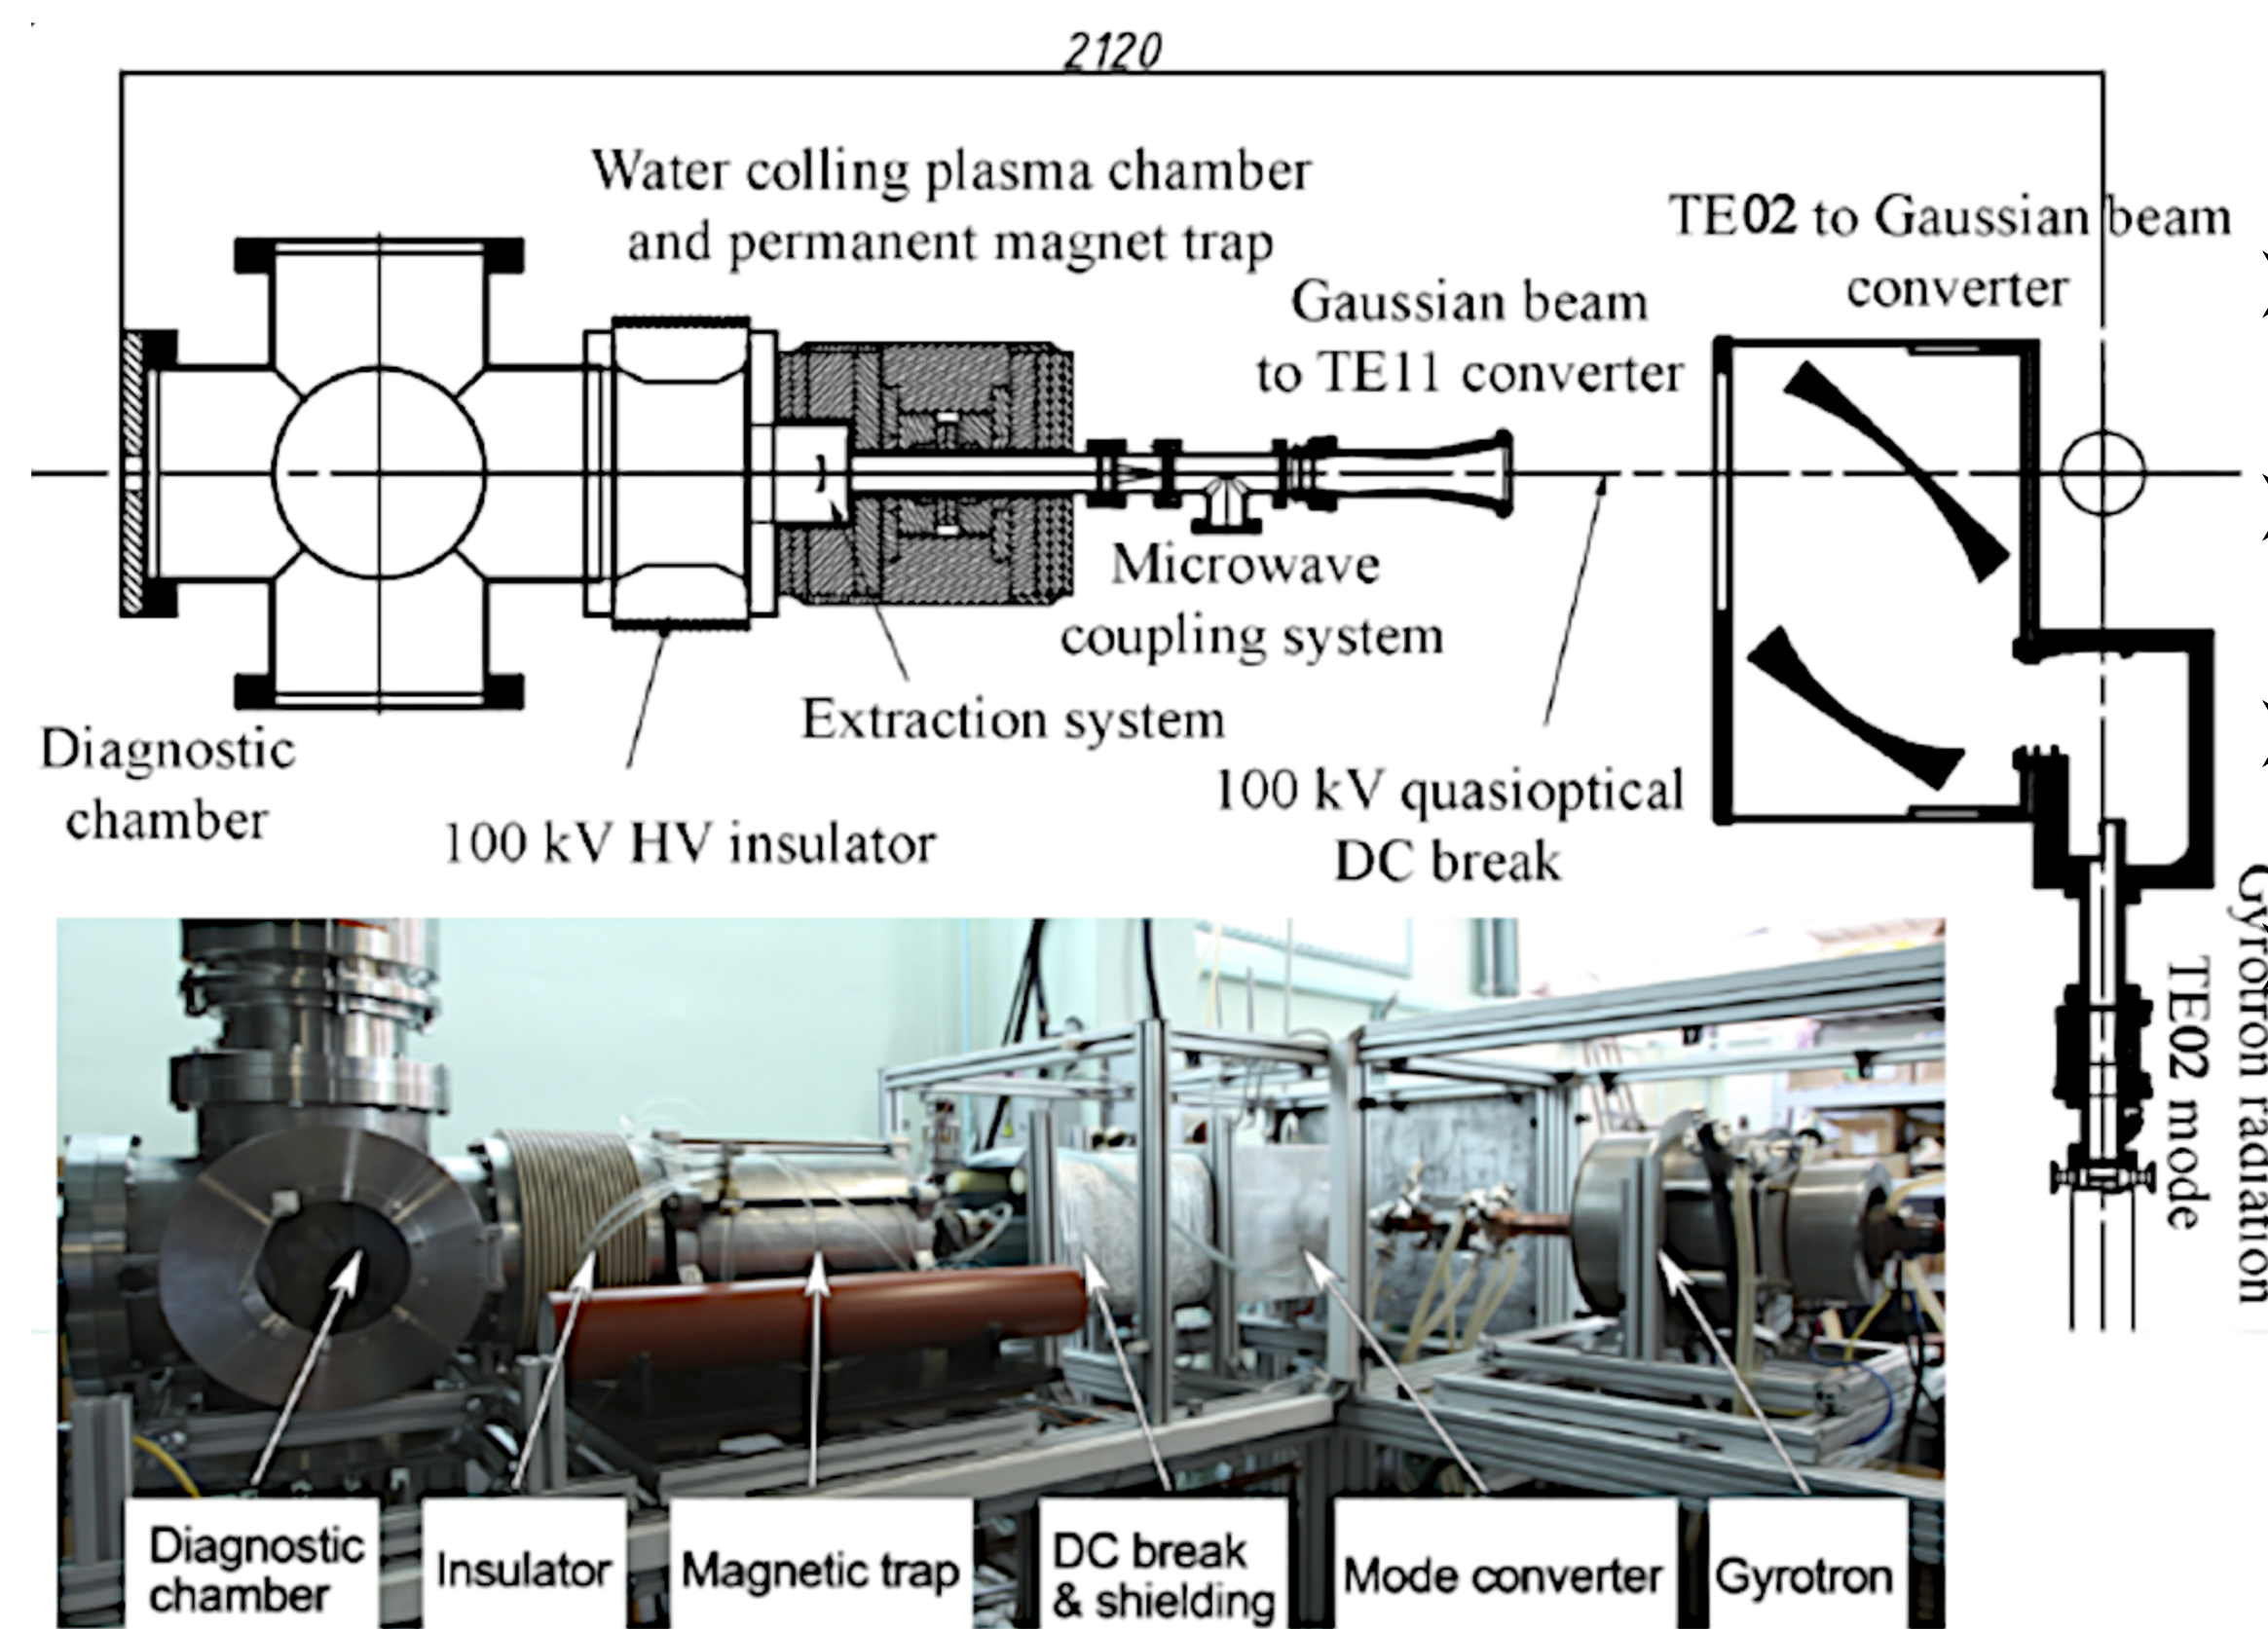 2120
Water colling plasma chamber
and permanent magnet trap
TE02 to Gaussian beam
converter
Gaussian beam
to TE11 converter
Microwave
coupling system
Extraction system
Diagnostic
chamber
100 kV HV insulator
100 kV quasioptical
DC break
Gyrotron radiation
TE02 mode
Diagnostic
chamber
Insulator
Magnetic trap
DC break
& shielding
Mode converter
Gyrotron